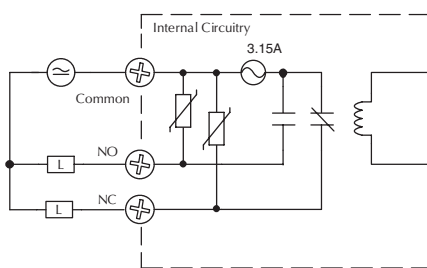 Internal Circuitry
3.15A
Common
NO
L
NC
L